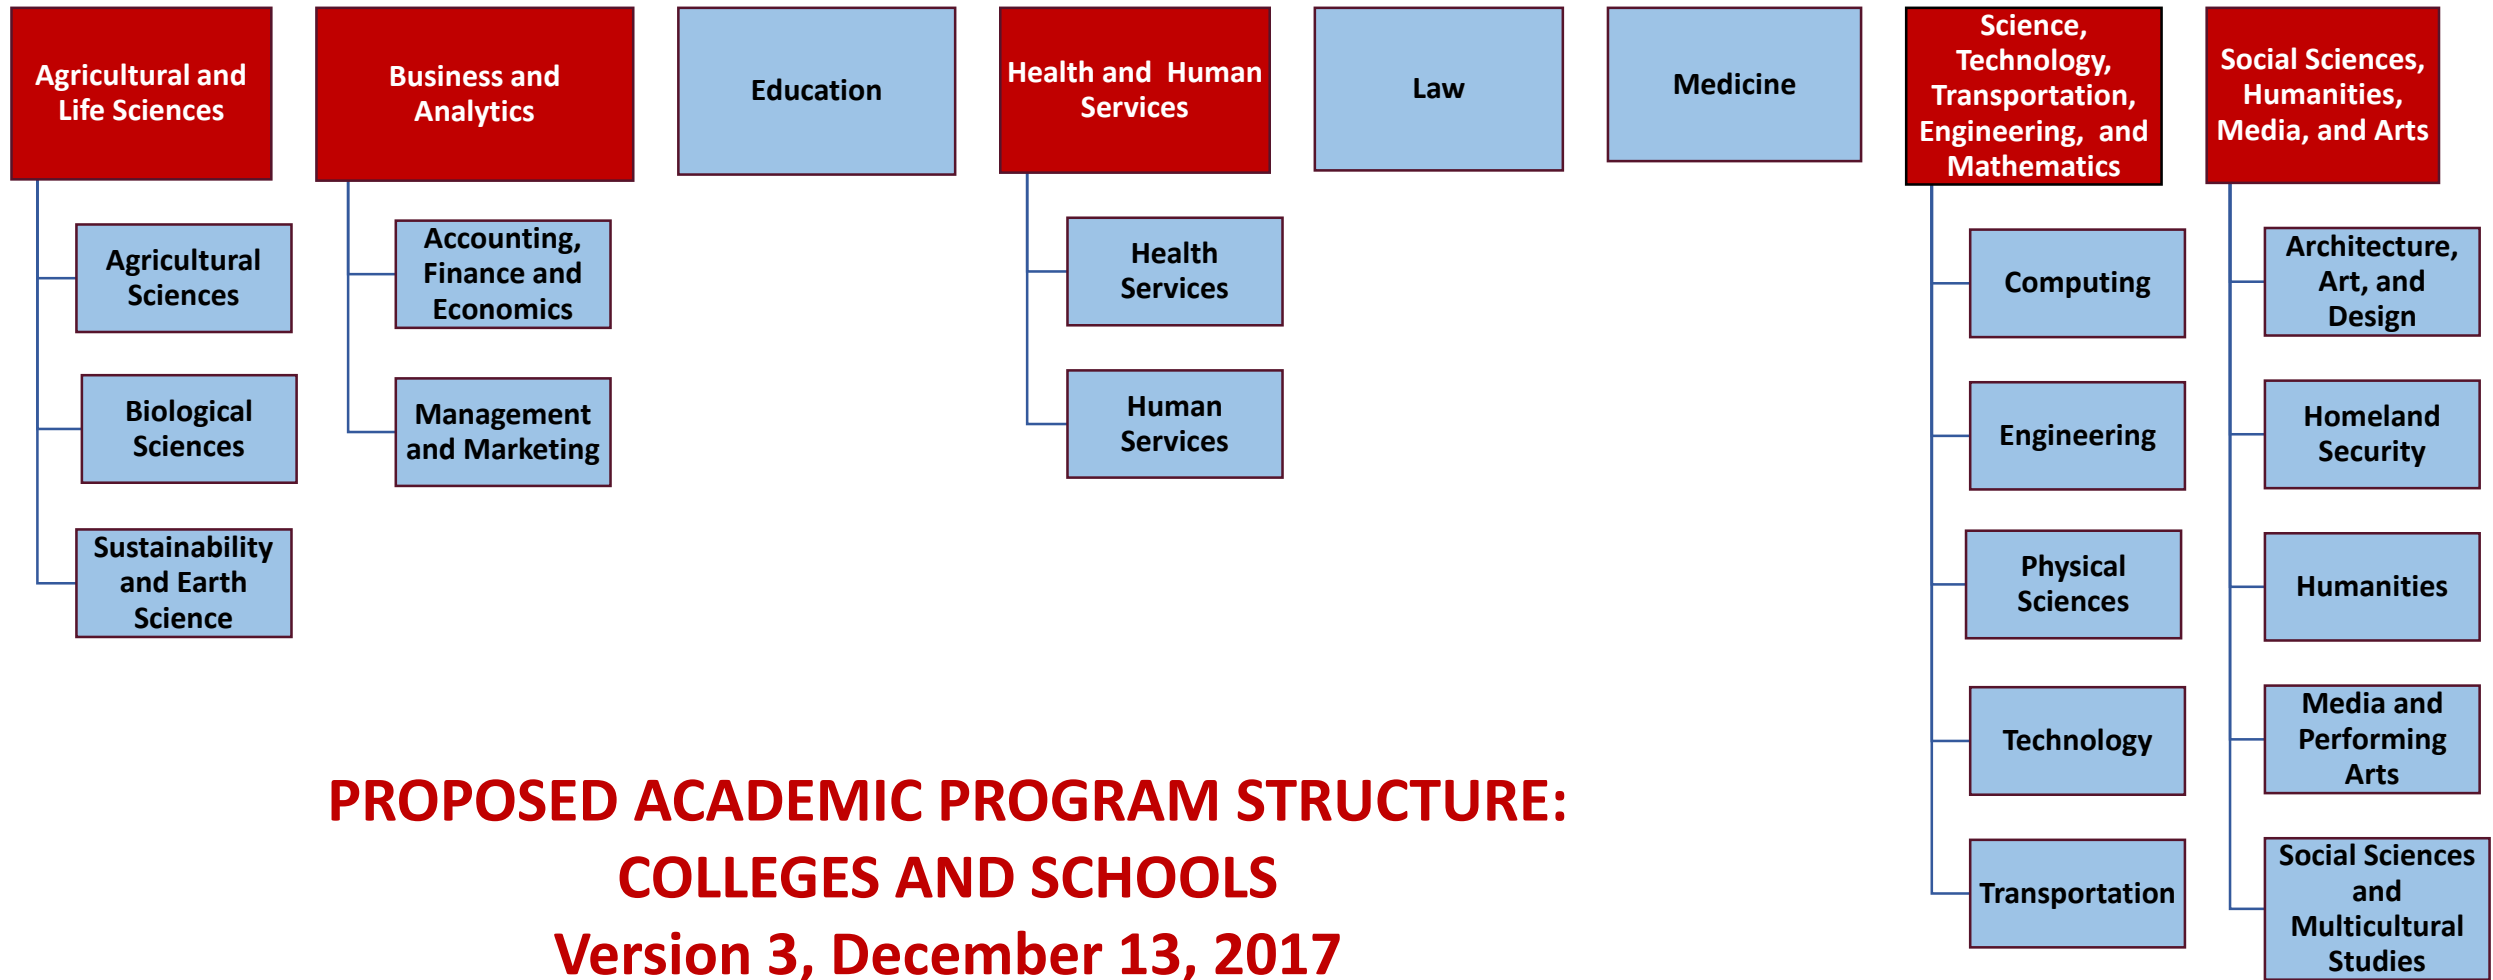 Agricultural and
Life Sciences
Business and
Analytics
Education
Health and  Human
Services
Law
Medicine
Science,
Technology,
Transportation,
Engineering,  and
Mathematics
Social Sciences,
Humanities,
Media, and Arts
Agricultural
Sciences
Biological
Sciences
Sustainability
and Earth
Science
Accounting,
Finance and
Economics
Management
and Marketing
Health
Services
Human
Services
Computing
Engineering
Physical
Sciences
Technology
Transportation
Architecture,
Art, and
Design
Homeland
Security
Humanities
Media and
Performing
Arts
Social Sciences
and
Multicultural
Studies
PROPOSED ACADEMIC PROGRAM STRUCTURE:
COLLEGES AND SCHOOLS
Version 3, December 13, 2017